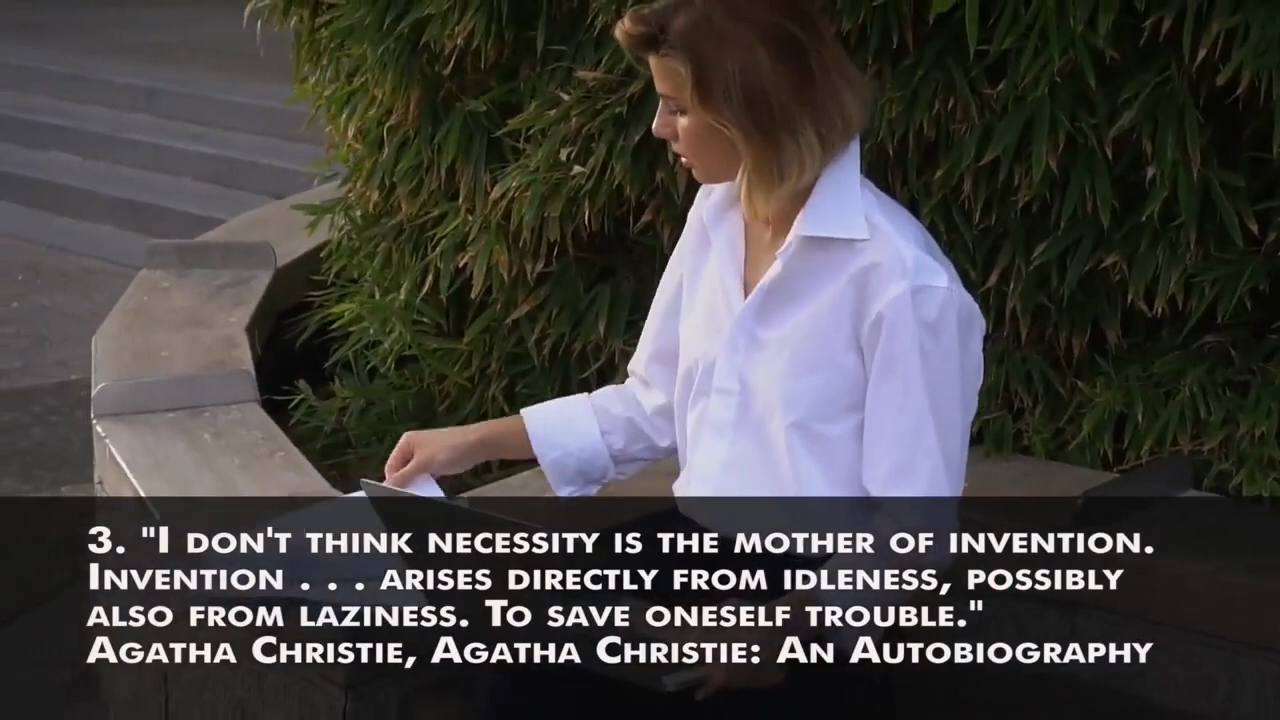 3. "I don't think necessity is the mother of invention.
Invention . . . arises directly from idleness, possibly
also from laziness. To save oneself trouble."
Agatha Christie, Agatha Christie: An Autobiography